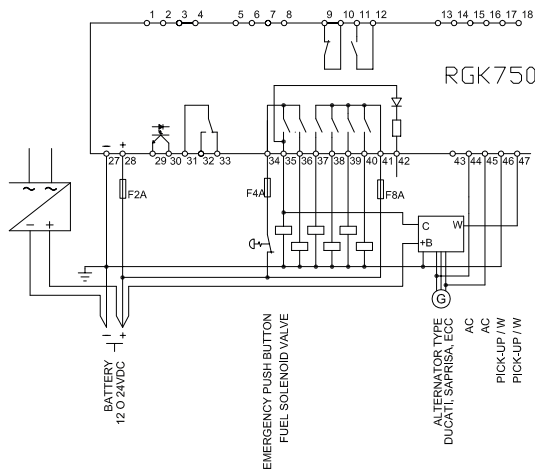 1 2 3 4 5 6 7 8 9 10 11 12 13 14 15 16 17 18
RGK750
– +
27 28 29 30 31 32 33 34 35 36 37 38 39 40 41 42 43 44 45 46 47
~ ~
– +
F2A
F4A
F8A
C W
+B
G
– +
BATTERY
12 O 24VDC
EMERGENCY PUSH BUTTON
FUEL SOLENOID VALVE
ALTERNATOR TYPE
DUCATI, SAPRISA, ECC
AC
AC
PICK-UP / W
PICK-UP / W